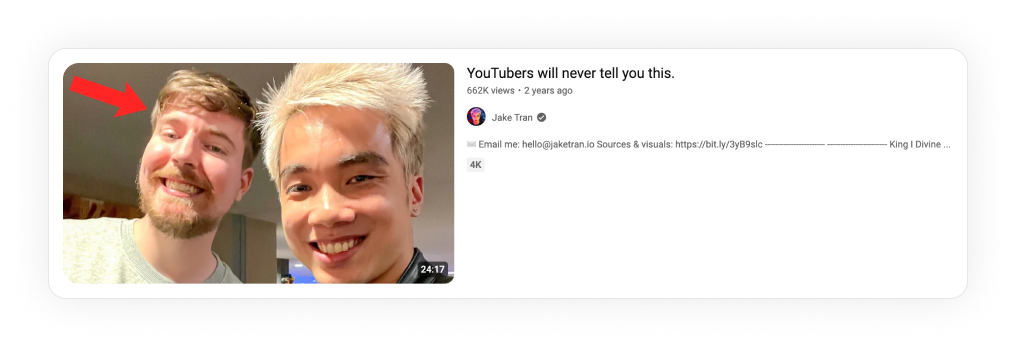 24:17
YouTubers will never tell you this.
662K views • 2 years ago
Jake Tran
Email me: hello@jaketran.io Sources & visuals: https://bit.ly/3yB9slc ---------------------- ---------------------- King I Divine ...
4K